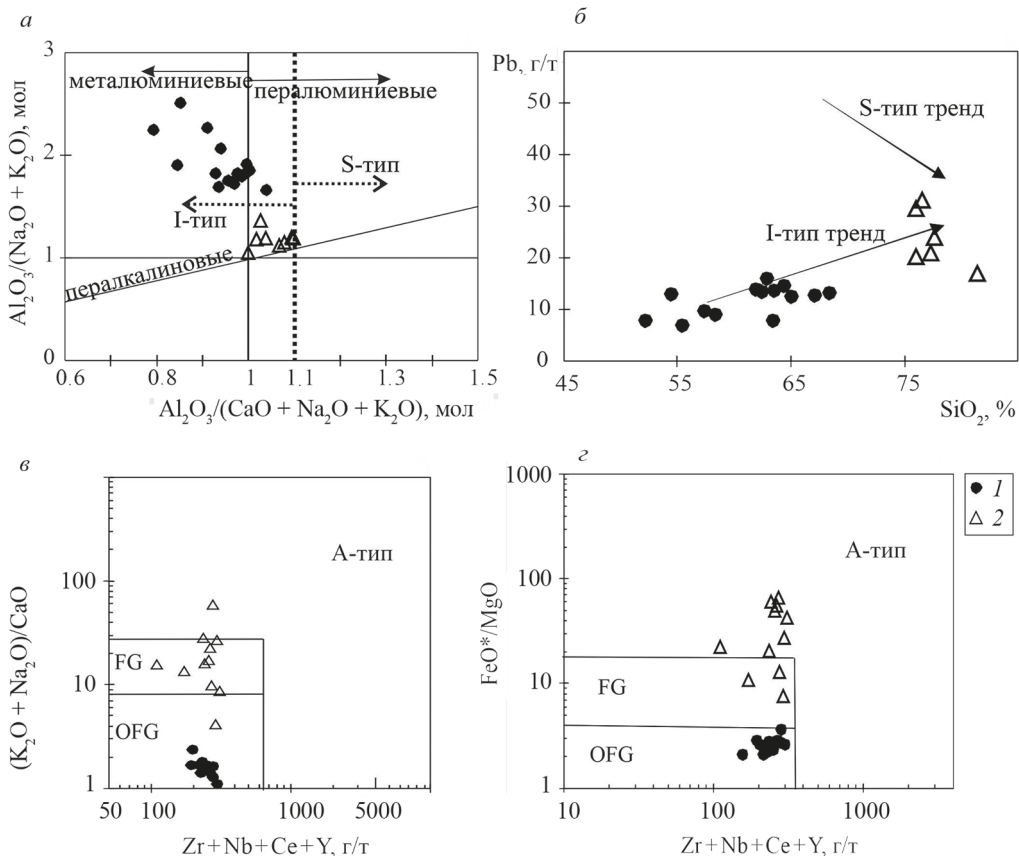 а
Al₂O₃/(Na₂O + K₂O), мол
3
2
1
0
металюминиевые
пералюминиевые
S-тип
I-тип
пералкалиновые
0.6
0.8
1
1.1
1.3
1.5
Al₂O₃/(CaO + Na₂O + K₂O), мол
б
Pb, г/т
50
40
30
20
10
0
S-тип тренд
I-тип тренд
45
55
65
75
SiO₂, %
в
(K₂O + Na₂O)/CaO
100
10
1
А-тип
FG
OFG
50
100
1000
5000
Zr+Nb+Ce+Y, г/т
г
FeO*/MgO
1000
100
10
1
А-тип
FG
OFG
10
100
1000
Zr+Nb+Ce+Y, г/т
1
2